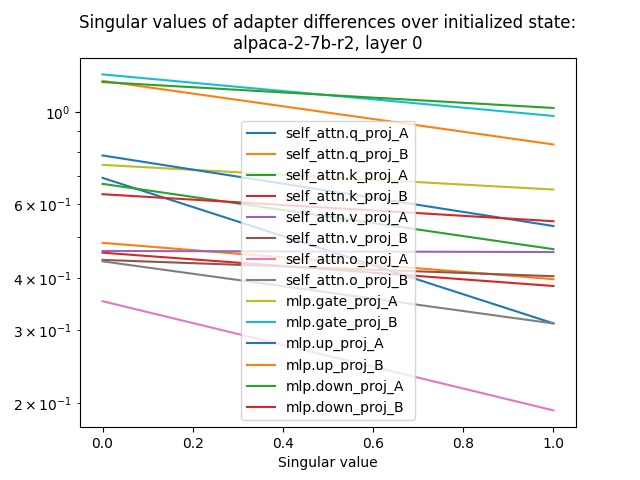 Singular values of adapter differences over initialized state:
alpaca-2-7b-r2, layer 0
10^0
6 × 10^-1
4 × 10^-1
3 × 10^-1
2 × 10^-1
self_attn.q_proj_A
self_attn.q_proj_B
self_attn.k_proj_A
self_attn.k_proj_B
self_attn.v_proj_A
self_attn.v_proj_B
self_attn.o_proj_A
self_attn.o_proj_B
mlp.gate_proj_A
mlp.gate_proj_B
mlp.up_proj_A
mlp.up_proj_B
mlp.down_proj_A
mlp.down_proj_B
0.0 0.2 0.4 0.6 0.8 1.0
Singular value